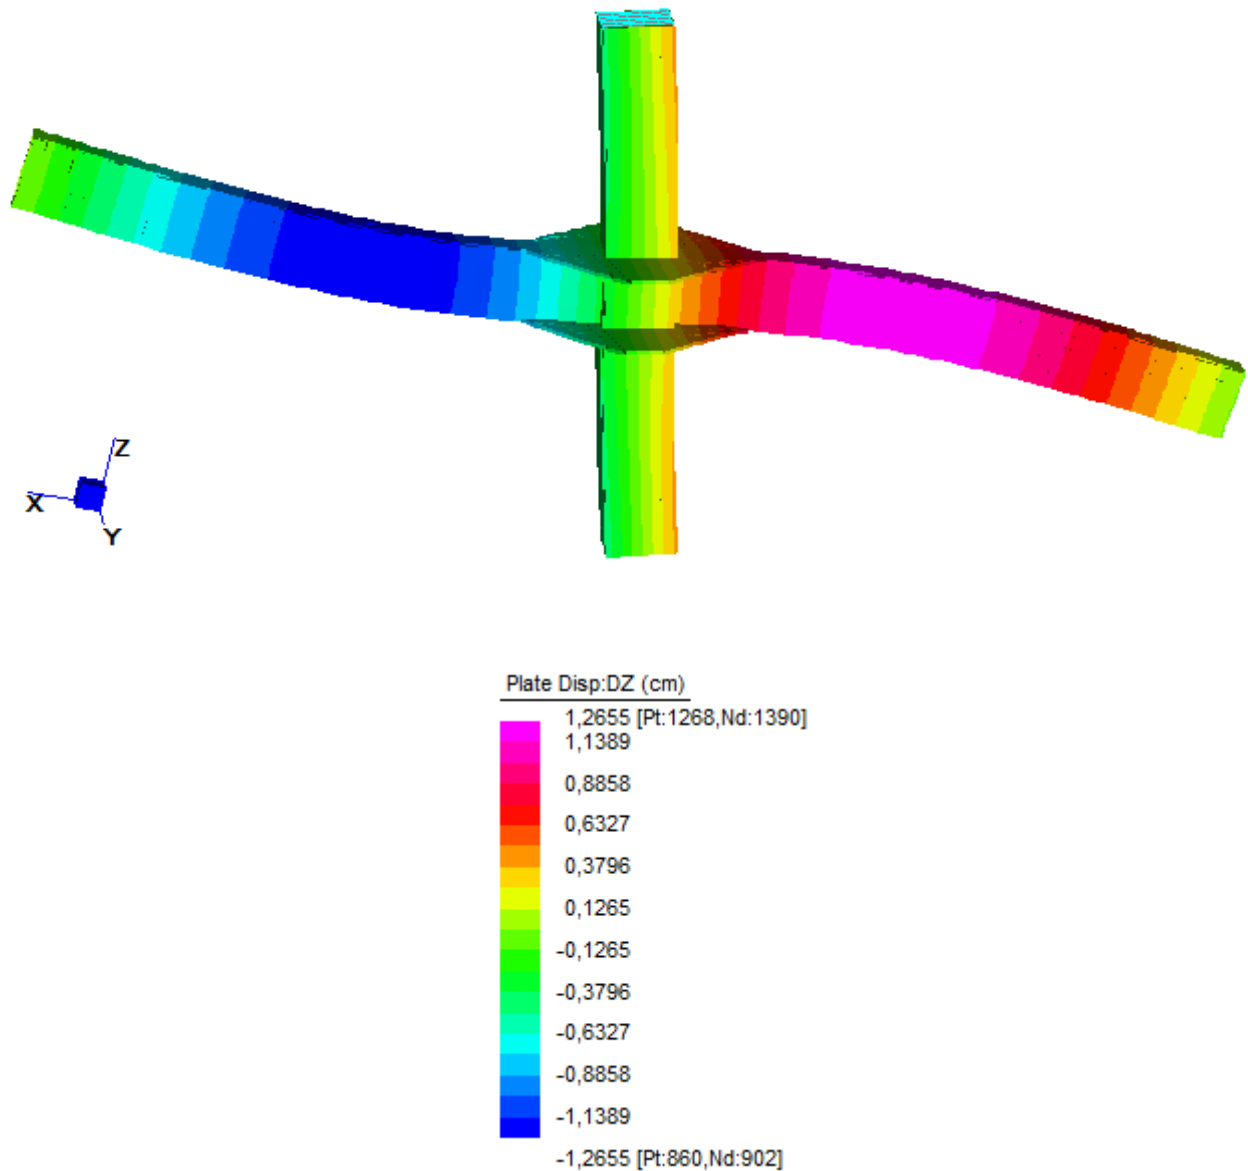 Z
X
Y
Plate Disp:DZ (cm)
1,2655 [Pt:1268,Nd:1390]
1,1389
0,8858
0,6327
0,3796
0,1265
-0,1265
-0,3796
-0,6327
-0,8858
-1,1389
-1,2655 [Pt:860,Nd:902]